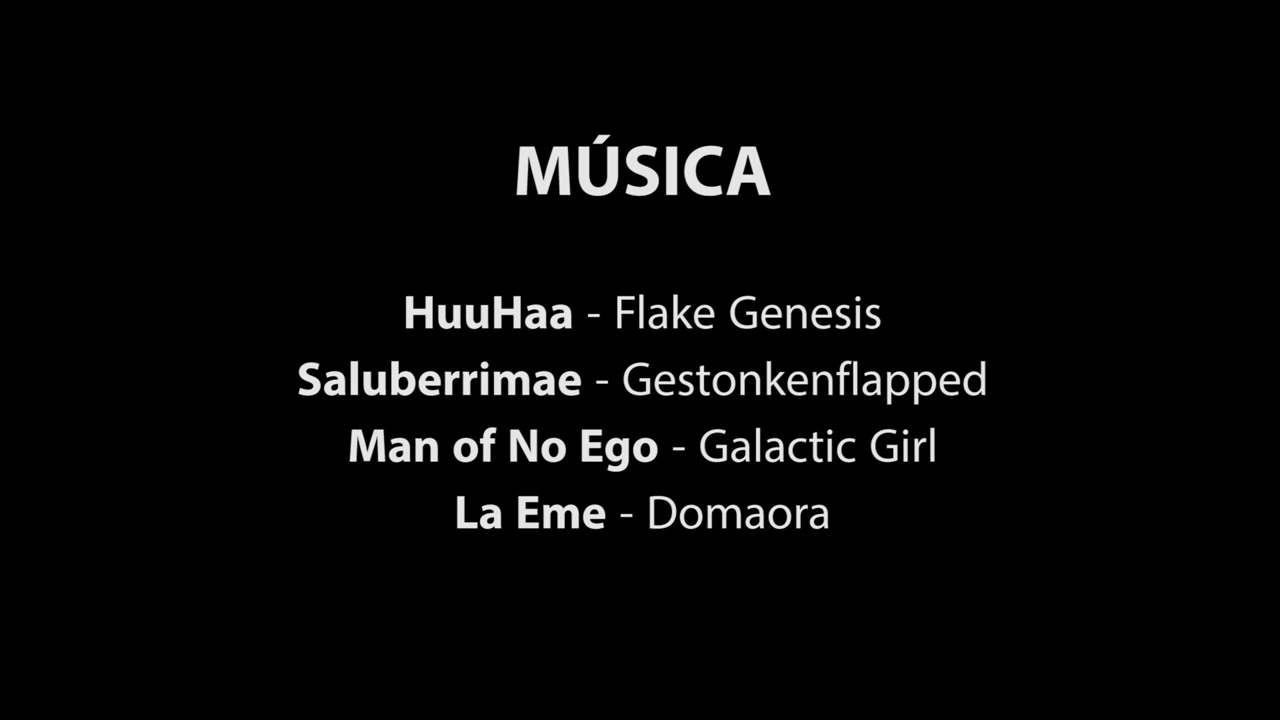 MÚSICA
HuuHaa - Flake Genesis
Saluberrimae - Gestonkenflapped
Man of No Ego - Galactic Girl
La Eme - Domaora